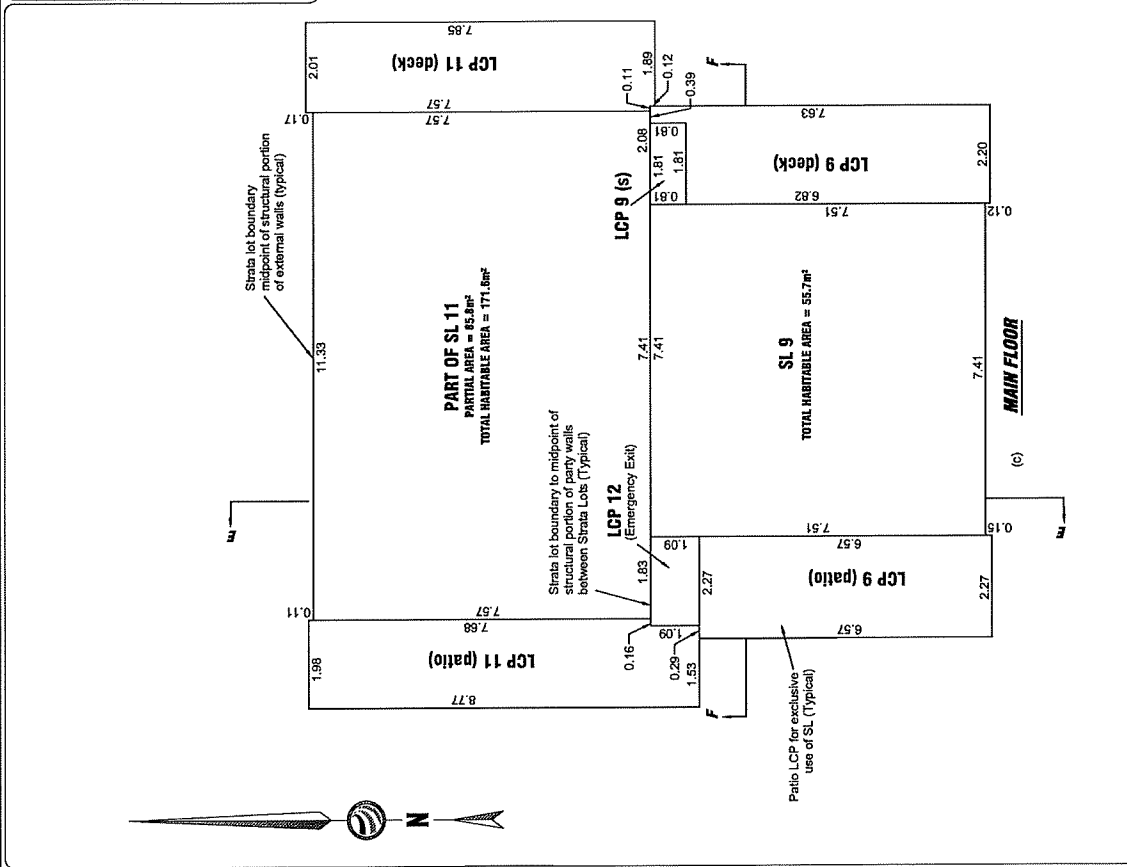 7.85
LCP 11 (deck)
2.01
1.89
7.57
7.57
0.17
0.11
0.12
0.39
F
7.63
LCP 9 (deck)
2.20
6.82
0.81
1.81
1.81
0.81
2.08
LCP 9 (s)
Strata lot boundary
midpoint of structural portion
of external walls (typical)
11.33
PART OF SL 11
PARTIAL AREA = 85.8m²
TOTAL HABITABLE AREA = 171.6m²
7.41
7.41
7.51
0.12
SL 9
TOTAL HABITABLE AREA = 55.7m²
7.41
MAIN FLOOR
(c)
Strata lot boundary to midpoint of
structural portion of party walls
between Strata Lots (Typical)
LCP 12
(Emergency Exit)
E
E
7.51
0.15
1.09
1.83
6.57
2.27
LCP 9 (patio)
2.27
6.57
0.11
7.57
7.68
LCP 11 (patio)
1.98
8.77
0.16
1.09
0.29
1.53
F
Patio LCP for exclusive
use of SL (Typical)
N